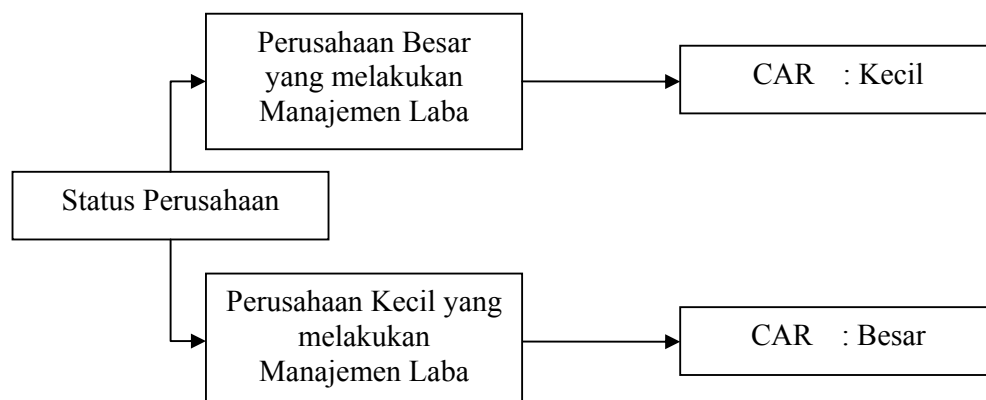 Perusahaan Besar
yang melakukan
Manajemen Laba
CAR : Kecil
Status Perusahaan
Perusahaan Kecil yang
melakukan
Manajemen Laba
CAR : Besar